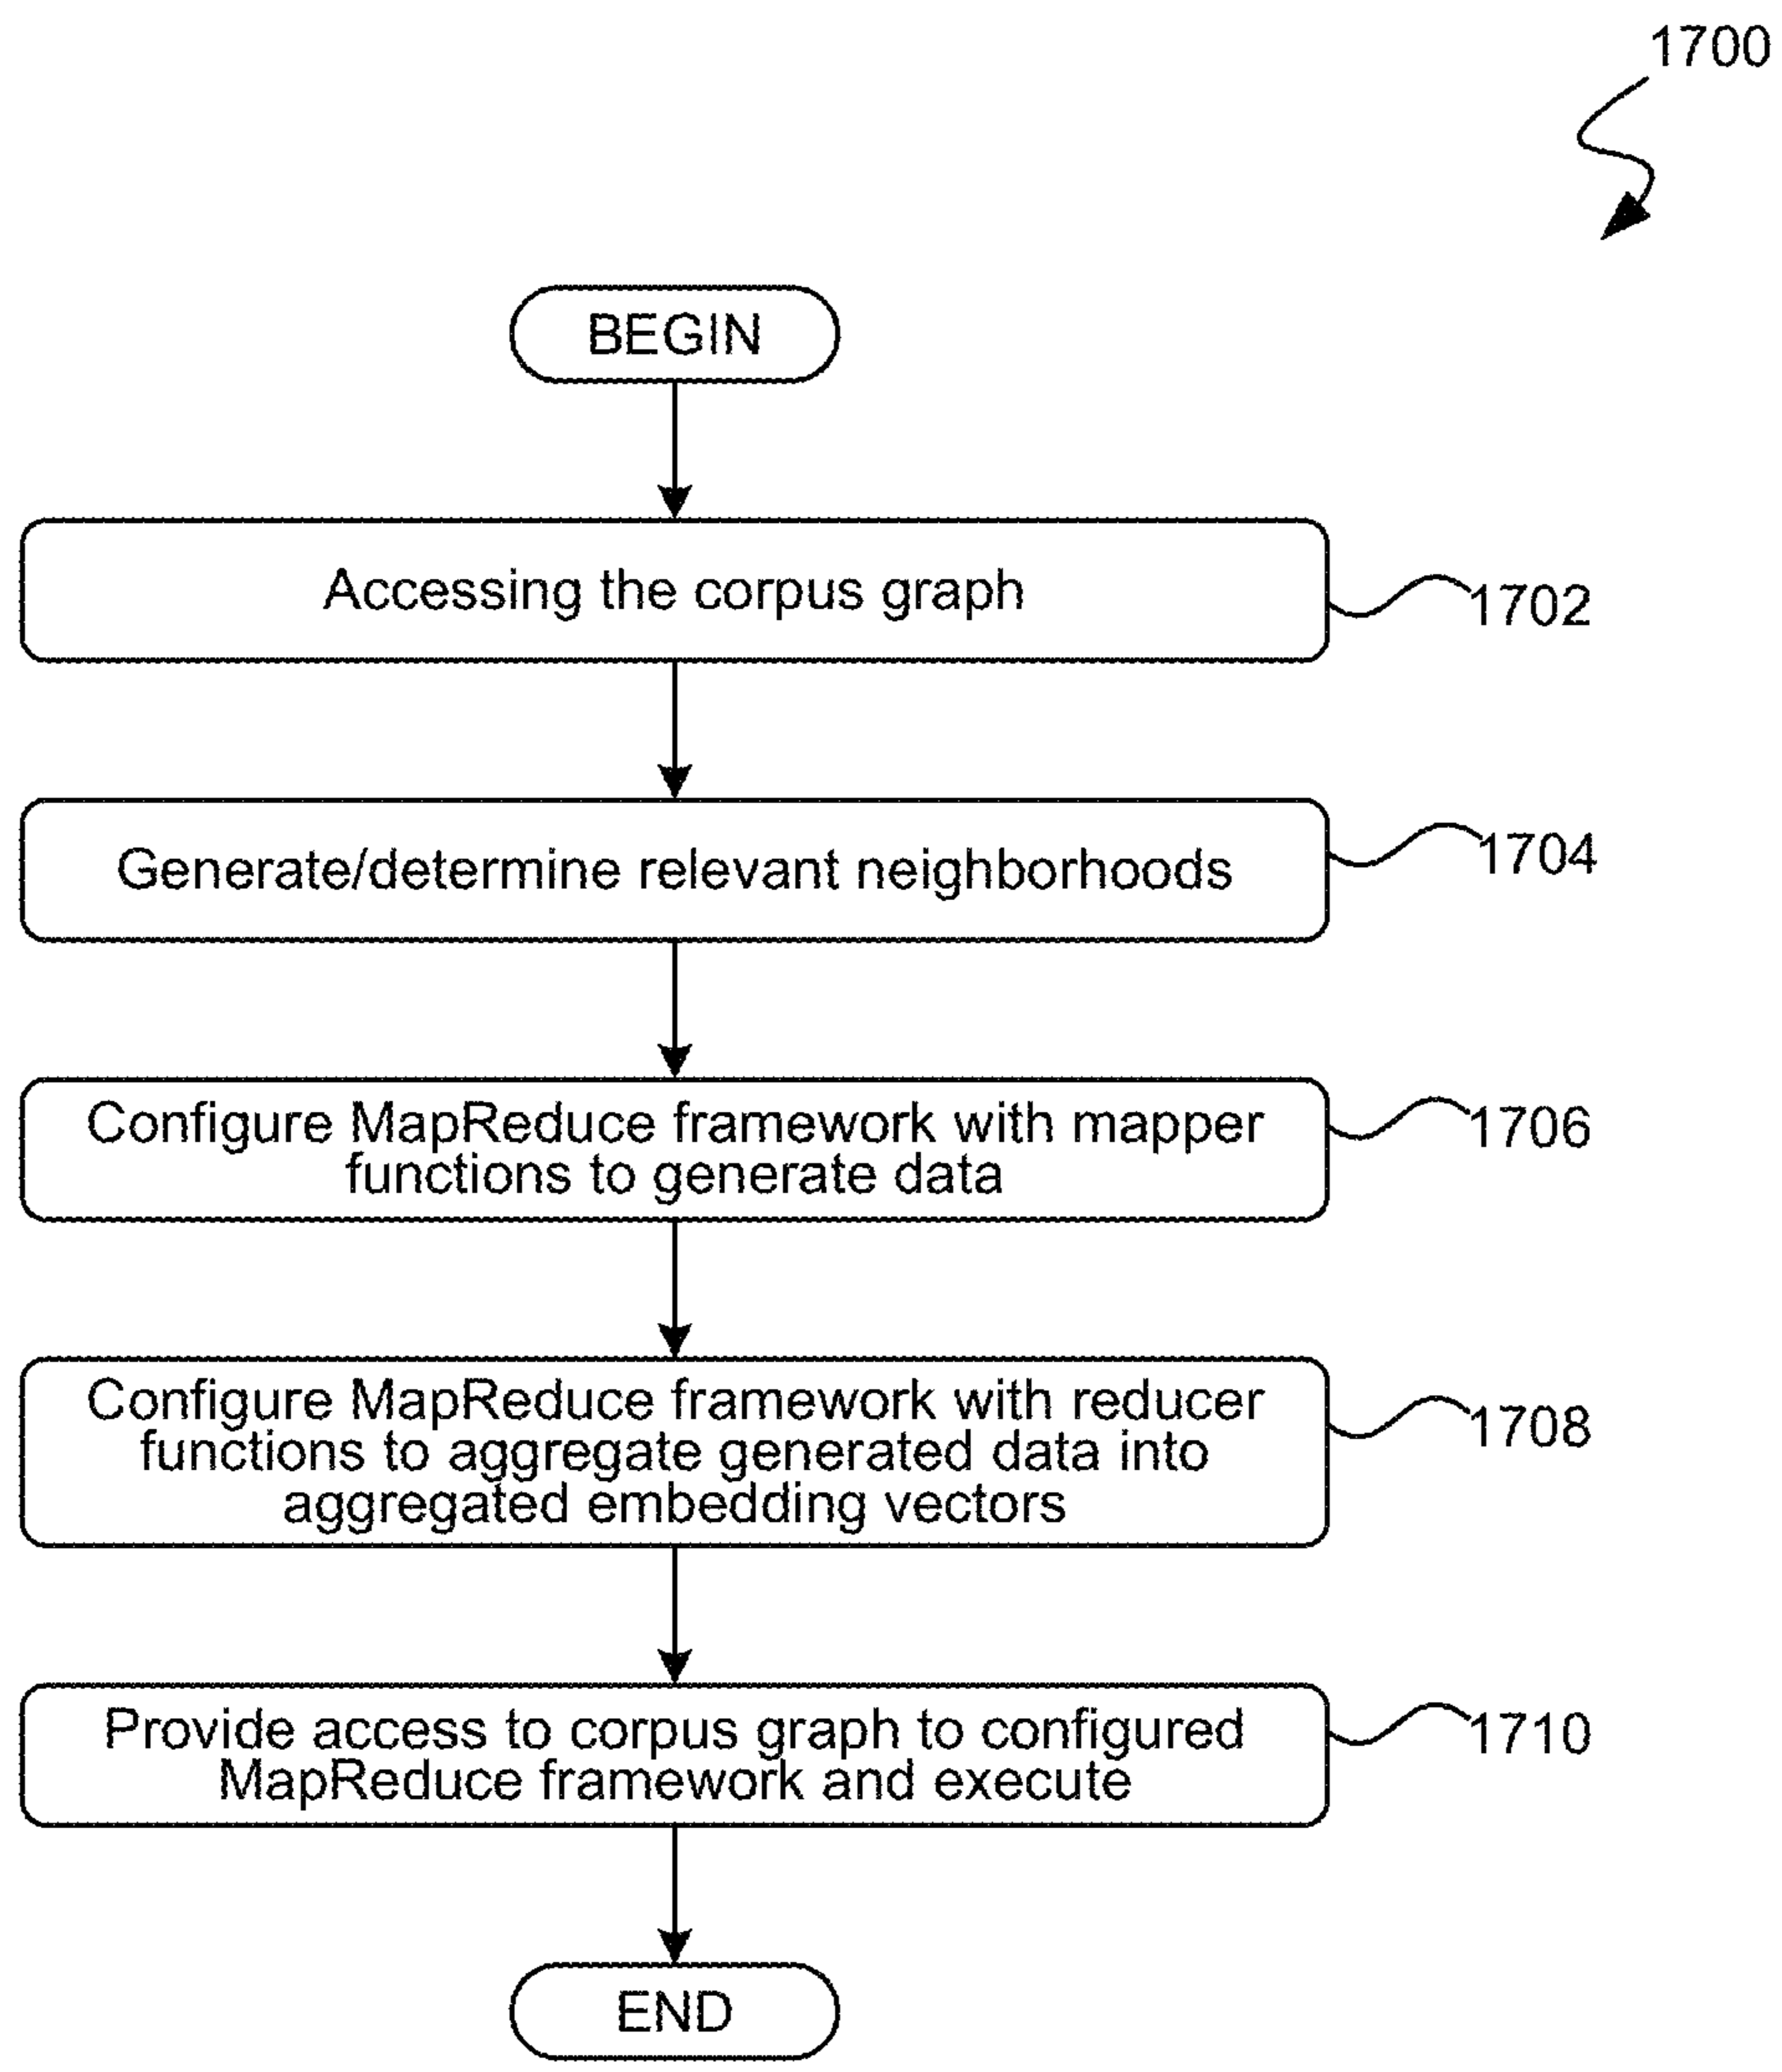 1700
BEGIN
Accessing the corpus graph
1702
Generate/determine relevant neighborhoods
1704
Configure MapReduce framework with mapper
functions to generate data
1706
Configure MapReduce framework with reducer
functions to aggregate generated data into
aggregated embedding vectors
1708
Provide access to corpus graph to configured
MapReduce framework and execute
1710
END